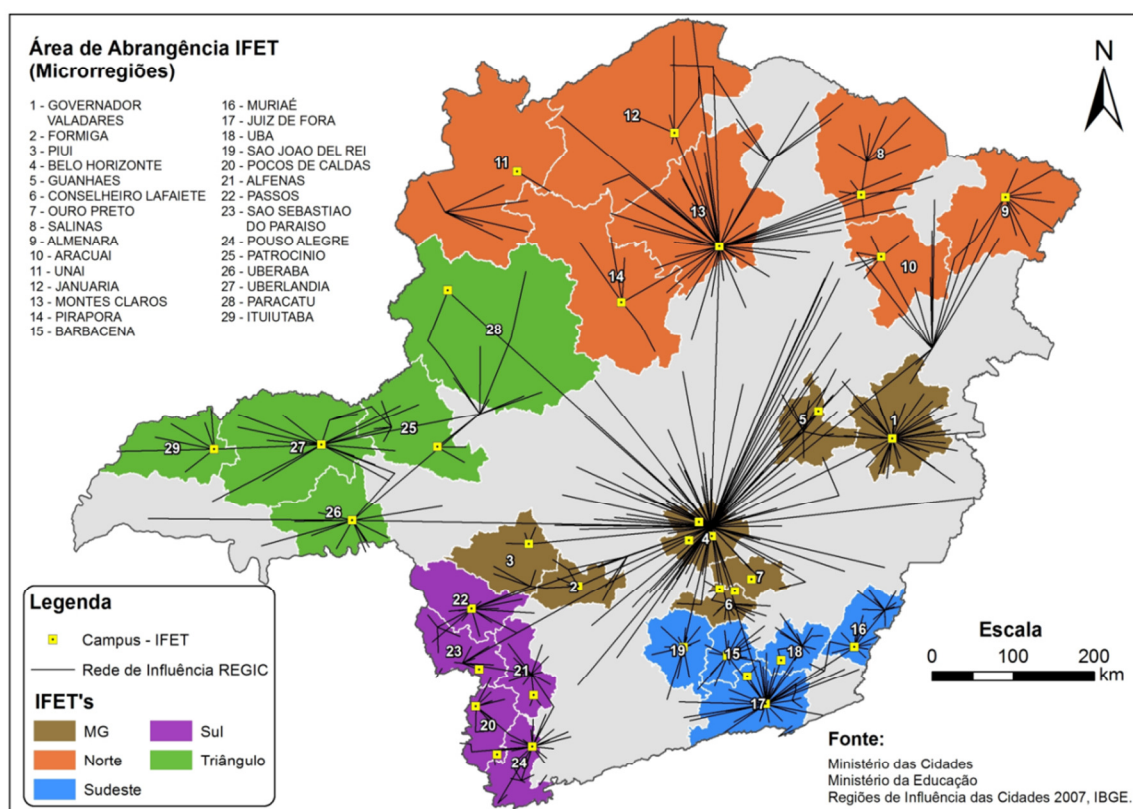 Área de Abrangência IFET
(Microrregiões)
1 - GOVERNADOR
VALADARES
2 - FORMIGA
3 - PIUI
4 - BELO HORIZONTE
5 - GUANHAES
6 - CONSELHEIRO LAFAIETE
7 - OURO PRETO
8 - SALINAS
9 - ALMENARA
10 - ARACUAI
11 - UNAI
12 - JANUARIA
13 - MONTES CLAROS
14 - PIRAPORA
15 - BARBACENA
16 - MURIAÉ
17 - JUIZ DE FORA
18 - UBA
19 - SAO JOAO DEL REI
20 - POCOS DE CALDAS
21 - ALFENAS
22 - PASSOS
23 - SAO SEBASTIAO
DO PARAISO
24 - POUSO ALEGRE
25 - PATROCINIO
26 - UBERABA
27 - UBERLANDIA
28 - PARACATU
29 - ITUIUTABA
N
12
8
11
9
13
10
14
28
5
1
29
27
25
26
4
3
2
7
6
22
23
21
20
24
19
15
18
16
17
Legenda
Campus - IFET
Rede de Influência REGIC
IFET's
MG
Sul
Norte
Triângulo
Sudeste
Escala
0 100 200
km
Fonte:
Ministério das Cidades
Ministério da Educação
Regiões de Influência das Cidades 2007, IBGE.